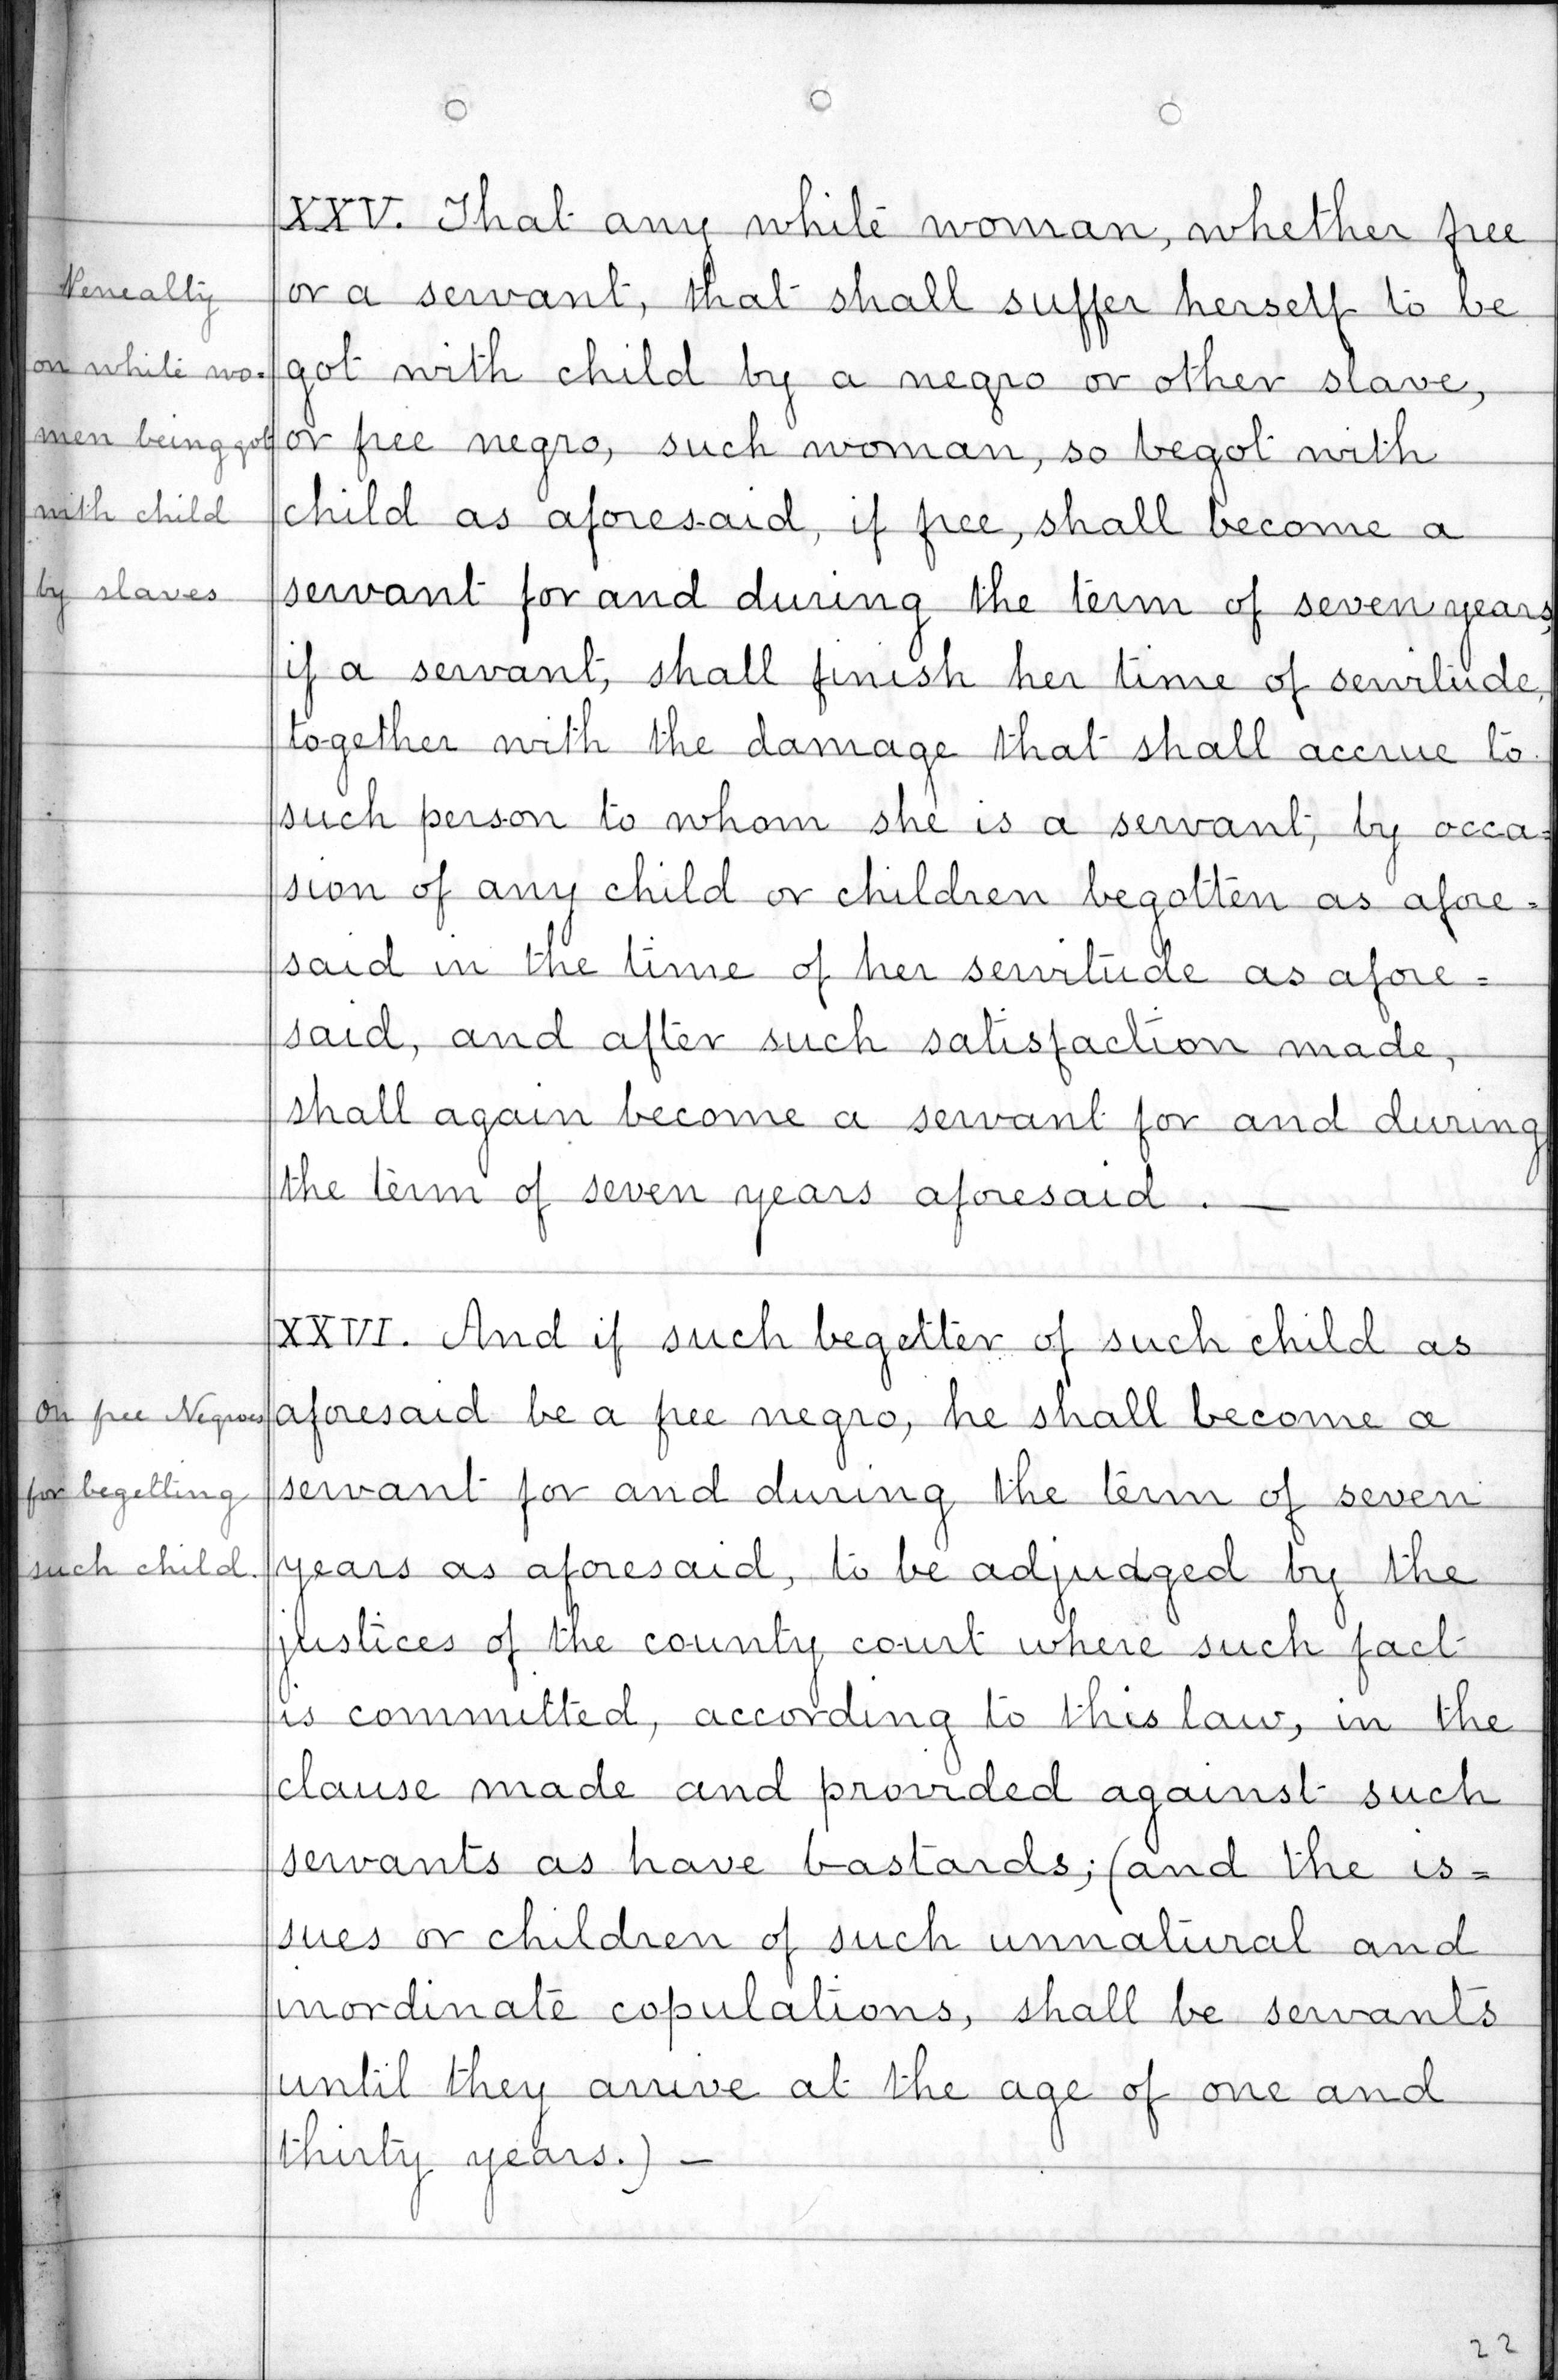 XXV. That any white woman, whether free
Penealty
or a servant, that shall suffer herself to be
on white wo=
got with child by a negro or other slave,
men being got
or free negro, such woman, so begot with
with child
child as aforesaid, if free, shall become a
by slaves
servant for and during the term of seven years,
if a servant, shall finish her time of servitude,
together with the damage that shall accrue to
such person to whom she is a servant, by occa=
sion of any child or children begotten as afore=
said in the time of her servitude as afore=
said, and after such satisfaction made,
shall again become a servant for and during
the term of seven years aforesaid. —
XXVI. And if such begetter of such child as
On free Negroes
aforesaid be a free negro, he shall become a
for begetting
servant for and during the term of seven
such child.
years as aforesaid, to be adjudged by the
justices of the county court where such fact
is committed, according to this law, in the
clause made and provided against such
servants as have bastards; (and the is=
sues or children of such unnatural and
inordinate copulations, shall be servants
until they arrive at the age of one and
thirty years.) —
22